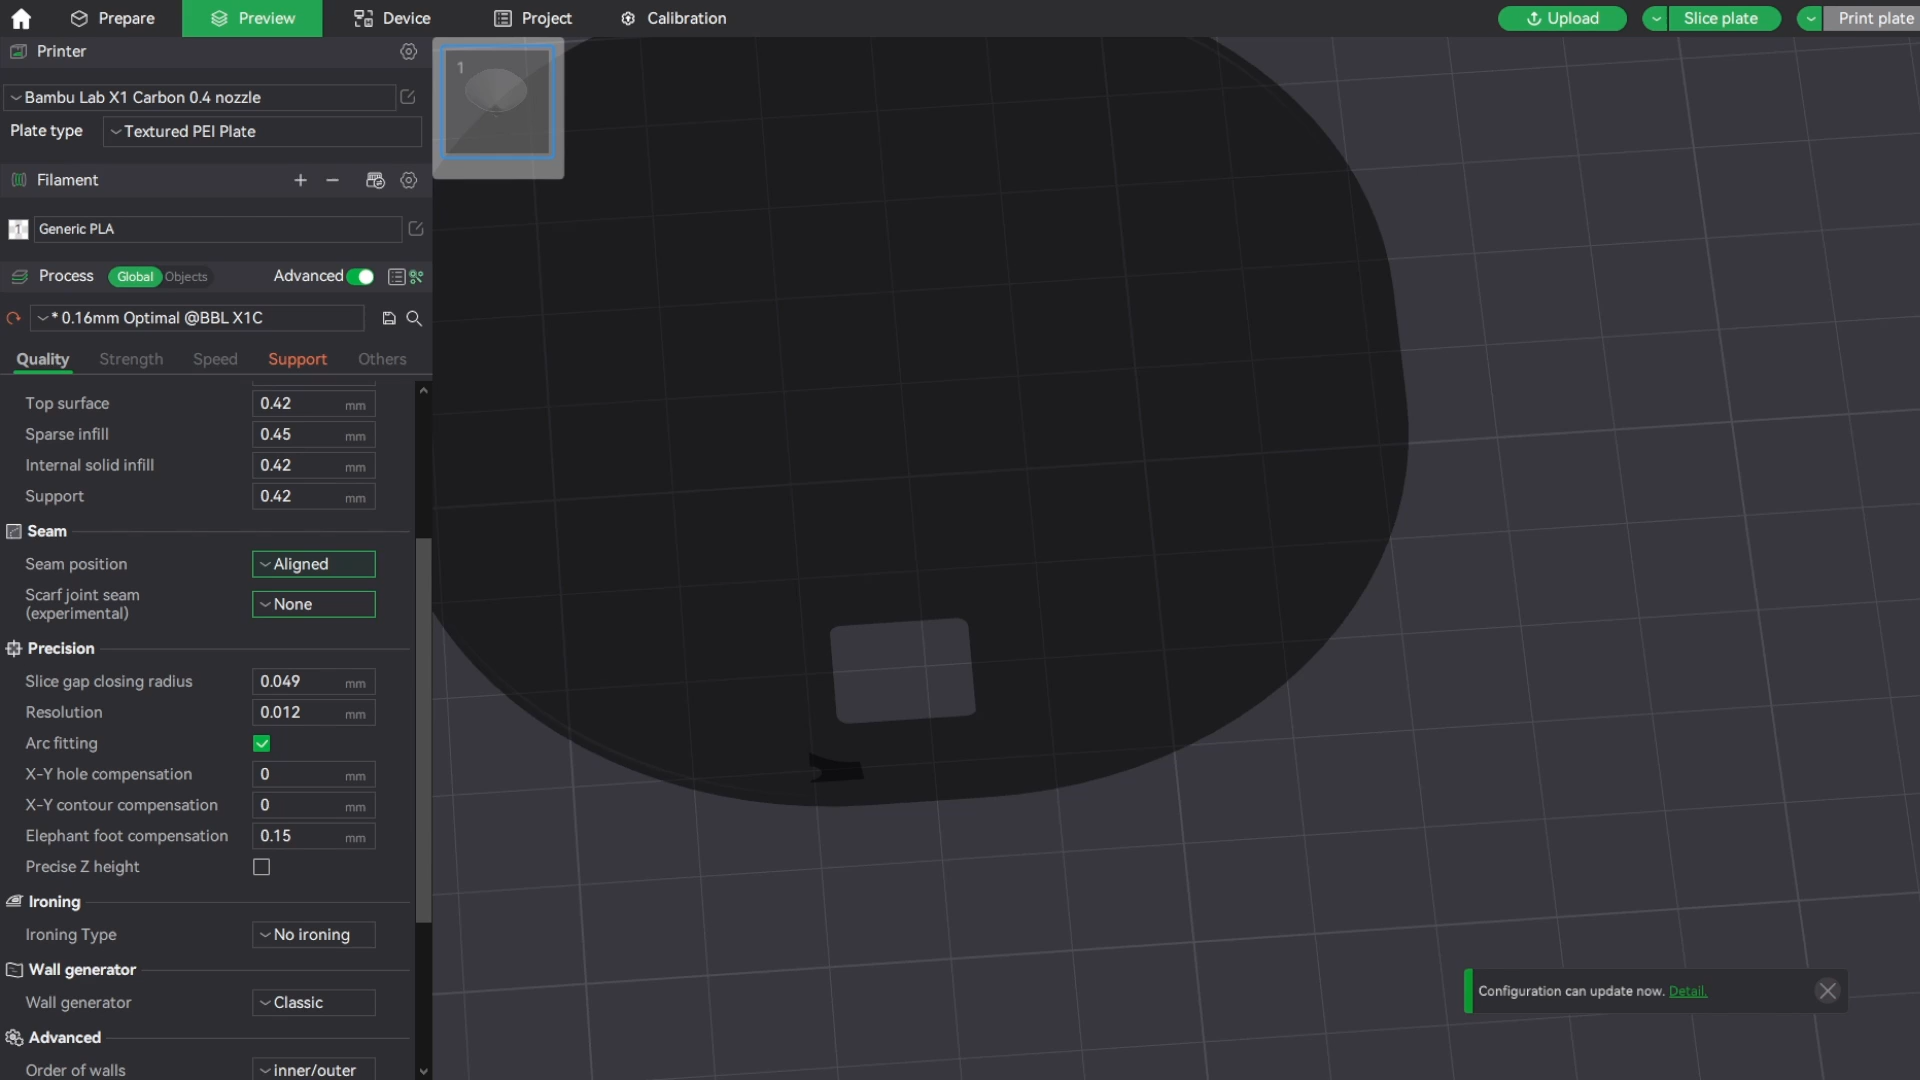 Prepare
Preview
Device
Project
Calibration
Upload
Slice plate
Print plate
Printer
Bambu Lab X1 Carbon 0.4 nozzle
Plate type
Textured PEI Plate
1
Filament
1
Generic PLA
Process
Global
Objects
Advanced
* 0.16mm Optimal @BBL X1C
Quality
Strength
Speed
Support
Others
Top surface 0.42 mm
Sparse infill 0.45 mm
Internal solid infill 0.42 mm
Support 0.42 mm
Seam
Seam position Aligned
Scarf joint seam
(experimental)
None
Precision
Slice gap closing radius 0.049 mm
Resolution 0.012 mm
Arc fitting
X-Y hole compensation 0 mm
X-Y contour compensation 0 mm
Elephant foot compensation 0.15 mm
Precise Z height
Ironing
Ironing Type No ironing
Wall generator
Wall generator Classic
Configuration can update now. Detail.
Advanced
Order of walls inner/outer